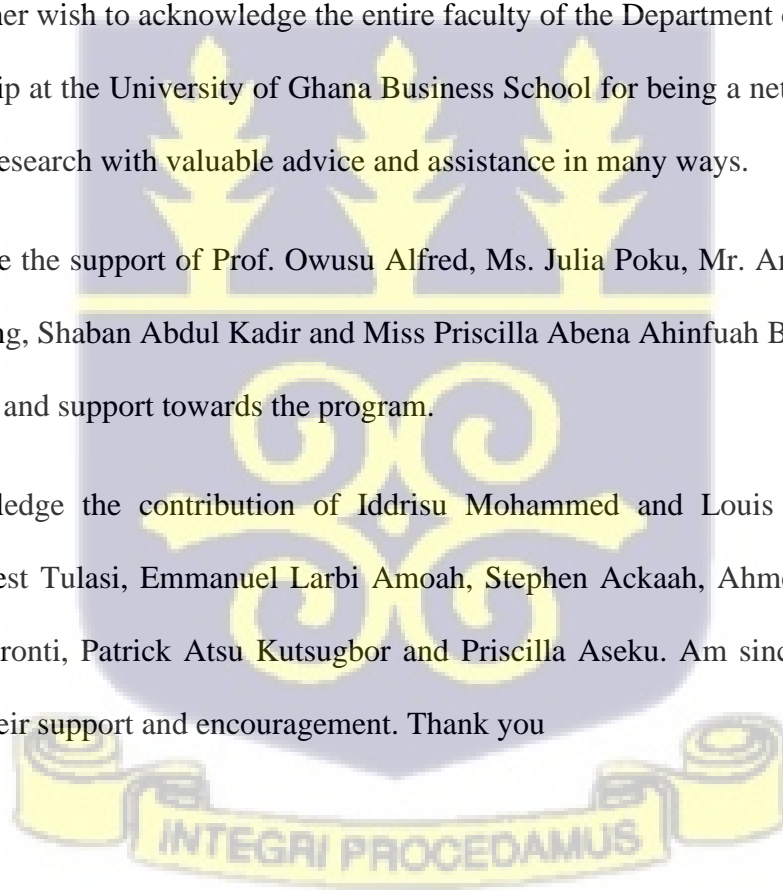 her wish to acknowledge the entire faculty of the Department
ip at the University of Ghana Business School for being a net
esearch with valuable advice and assistance in many ways.
e the support of Prof. Owusu Alfred, Ms. Julia Poku, Mr. Ar
ng, Shaban Abdul Kadir and Miss Priscilla Abena Ahinfuah B
and support towards the program.
ledge the contribution of Iddrisu Mohammed and Louis
est Tulasi, Emmanuel Larbi Amoah, Stephen Ackaah, Ahm
ronti, Patrick Atsu Kutsugbor and Priscilla Aseku. Am sinc
eir support and encouragement. Thank you
INTEGRI PROCEDAMUS